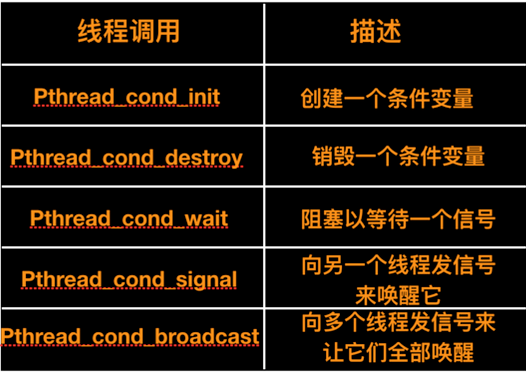 线程调用 描述
Pthread_cond_init 创建一个条件变量
Pthread_cond_destroy 销毁一个条件变量
Pthread_cond_wait 阻塞以等待一个信号
Pthread_cond_signal 向另一个线程发信号
来唤醒它
Pthread_cond_broadcast 向多个线程发信号来
让它们全部唤醒